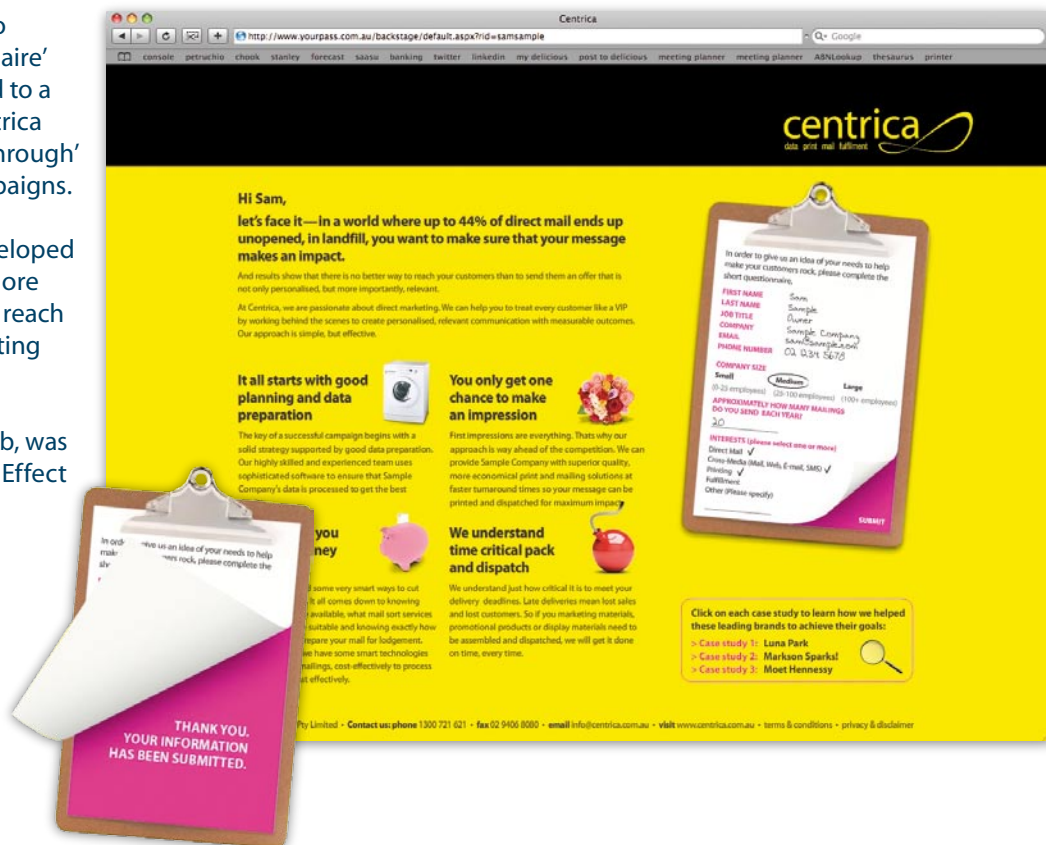 aire'
l to a
trica
hrough'
paigns.
eloped
ore
reach
ting
b, was
Effect
Centrica
http://www.yourpass.com.au/backstage/default.aspx?rid=samsample
Google
console petruchio chook stanley forecast saasu banking twitter linkedin my delicious post to delicious meeting planner meeting planner ABNLookup thesaurus printer
centrica
data print mail fulfilment
Hi Sam,
let's face it—in a world where up to 44% of direct mail ends up
unopened, in landfill, you want to make sure that your message
makes an impact.
And results show that there is no better way to reach your customers than to send them an offer that is
not only personalised, but more importantly, relevant.
At Centrica, we are passionate about direct marketing. We can help you to treat every customer like a VIP
by working behind the scenes to create personalised, relevant communication with measurable outcomes.
Our approach is simple, but effective.
It all starts with good
planning and data
preparation
The key of a successful campaign begins with a
solid strategy supported by good data preparation.
Our highly skilled and experienced team uses
sophisticated software to ensure that Sample
Company's data is processed to get the best
You only get one
chance to make
an impression
First impressions are everything. Thats why our
approach is way ahead of the competition. We can
provide Sample Company with superior quality,
more economical print and mailing solutions at
faster turnaround times so your message can be
printed and dispatched for maximum impact.
you
ney
some very smart ways to cut
It all comes down to knowing
available, what mail sort services
suitable and knowing exactly how
repare your mail for lodgement.
we have some smart technologies
mailings, cost-effectively to process
t effectively.
We understand
time critical pack
and dispatch
We understand just how critical it is to meet your
delivery deadlines. Late deliveries mean lost sales
and lost customers. So if you marketing materials,
promotional products or display materials need to
be assembled and dispatched, we will get it done
on time, every time.
In order to give us an idea of your needs to help
make your customers rock, please complete the
short questionnaire,
FIRST NAME Sam
LAST NAME Sample
JOB TITLE Owner
COMPANY Sample Company
EMAIL sam@sample.com
PHONE NUMBER 02 1234 5678
COMPANY SIZE
Small Medium Large
(0-25 employees) (25-100 employees) (100+ employees)
APPROXIMATELY HOW MANY MAILINGS
DO YOU SEND EACH YEAR?
20
INTERESTS (please select one or more)
Direct Mail ✓
Cross-Media (Mail, Web, E-mail, SMS) ✓
Printing ✓
Fulfillment
Other (Please specify)
SUBMIT
Click on each case study to learn how we helped
these leading brands to achieve their goals:
> Case study 1: Luna Park
> Case study 2: Markson Sparks!
> Case study 3: Moet Hennessy
Pty Limited • Contact us: phone 1300 721 621 • fax 02 9406 8080 • email info@centrica.com.au • visit www.centrica.com.au • terms & conditions • privacy & disclaimer
In ord ive us an idea of your needs to help
mak ers rock, please complete the
sh
THANK YOU.
YOUR INFORMATION
HAS BEEN SUBMITTED.